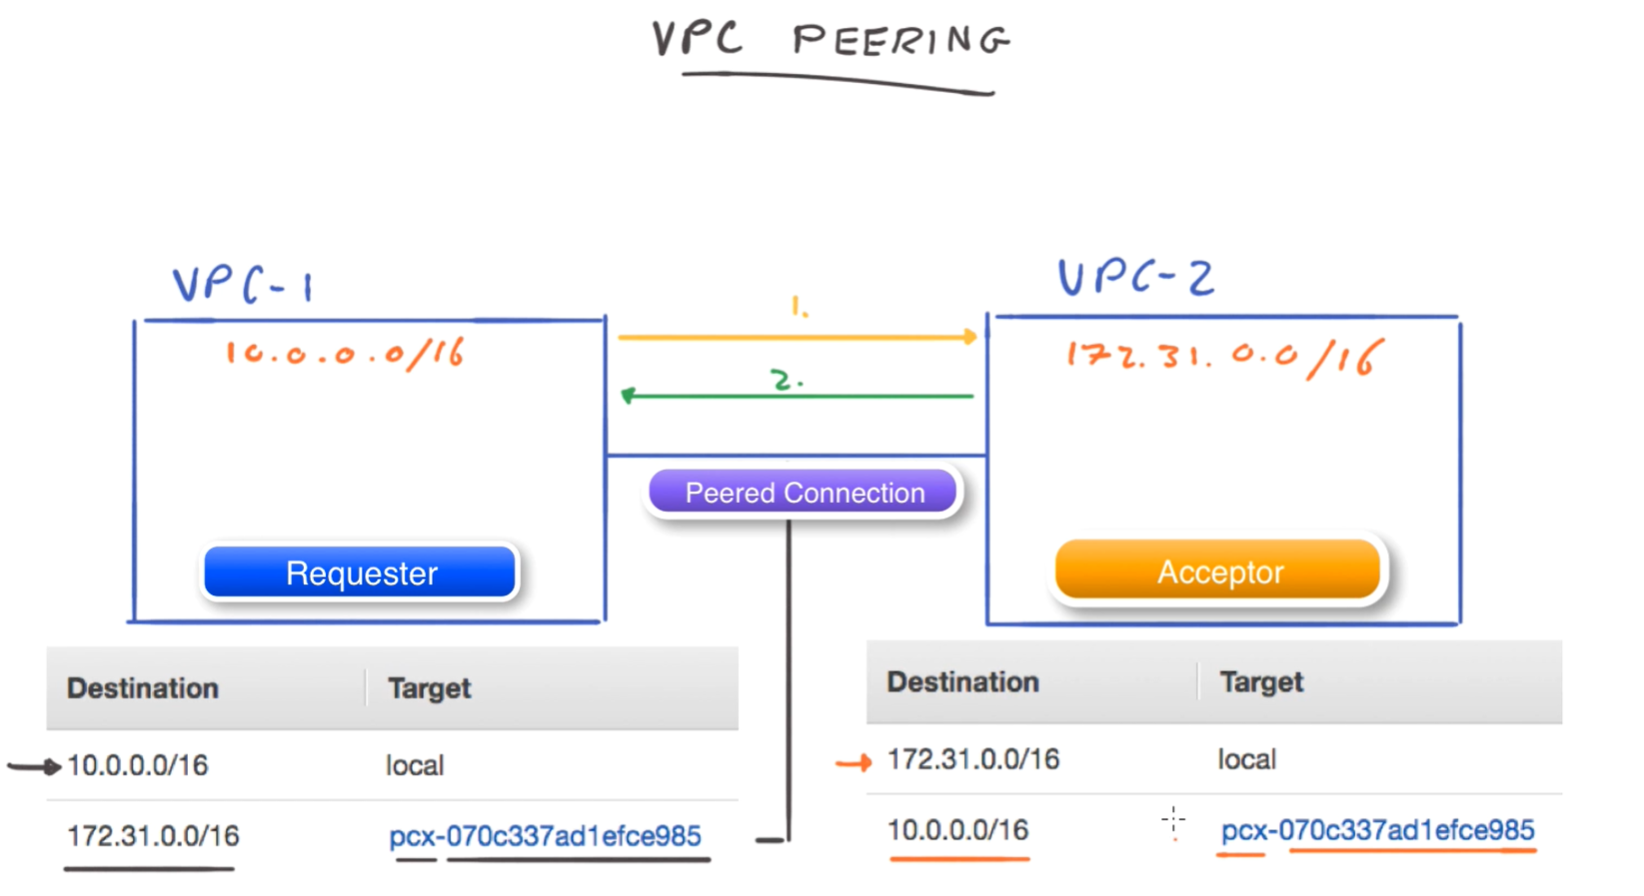 VPC PEERING
VPC-1
VPC-2
10.0.0.0/16
1.
172.31.0.0/16
2.
Peered Connection
Requester
Acceptor
Destination Target
10.0.0.0/16 local
172.31.0.0/16 pcx-070c337ad1efce985
Destination Target
172.31.0.0/16 local
10.0.0.0/16 pcx-070c337ad1efce985